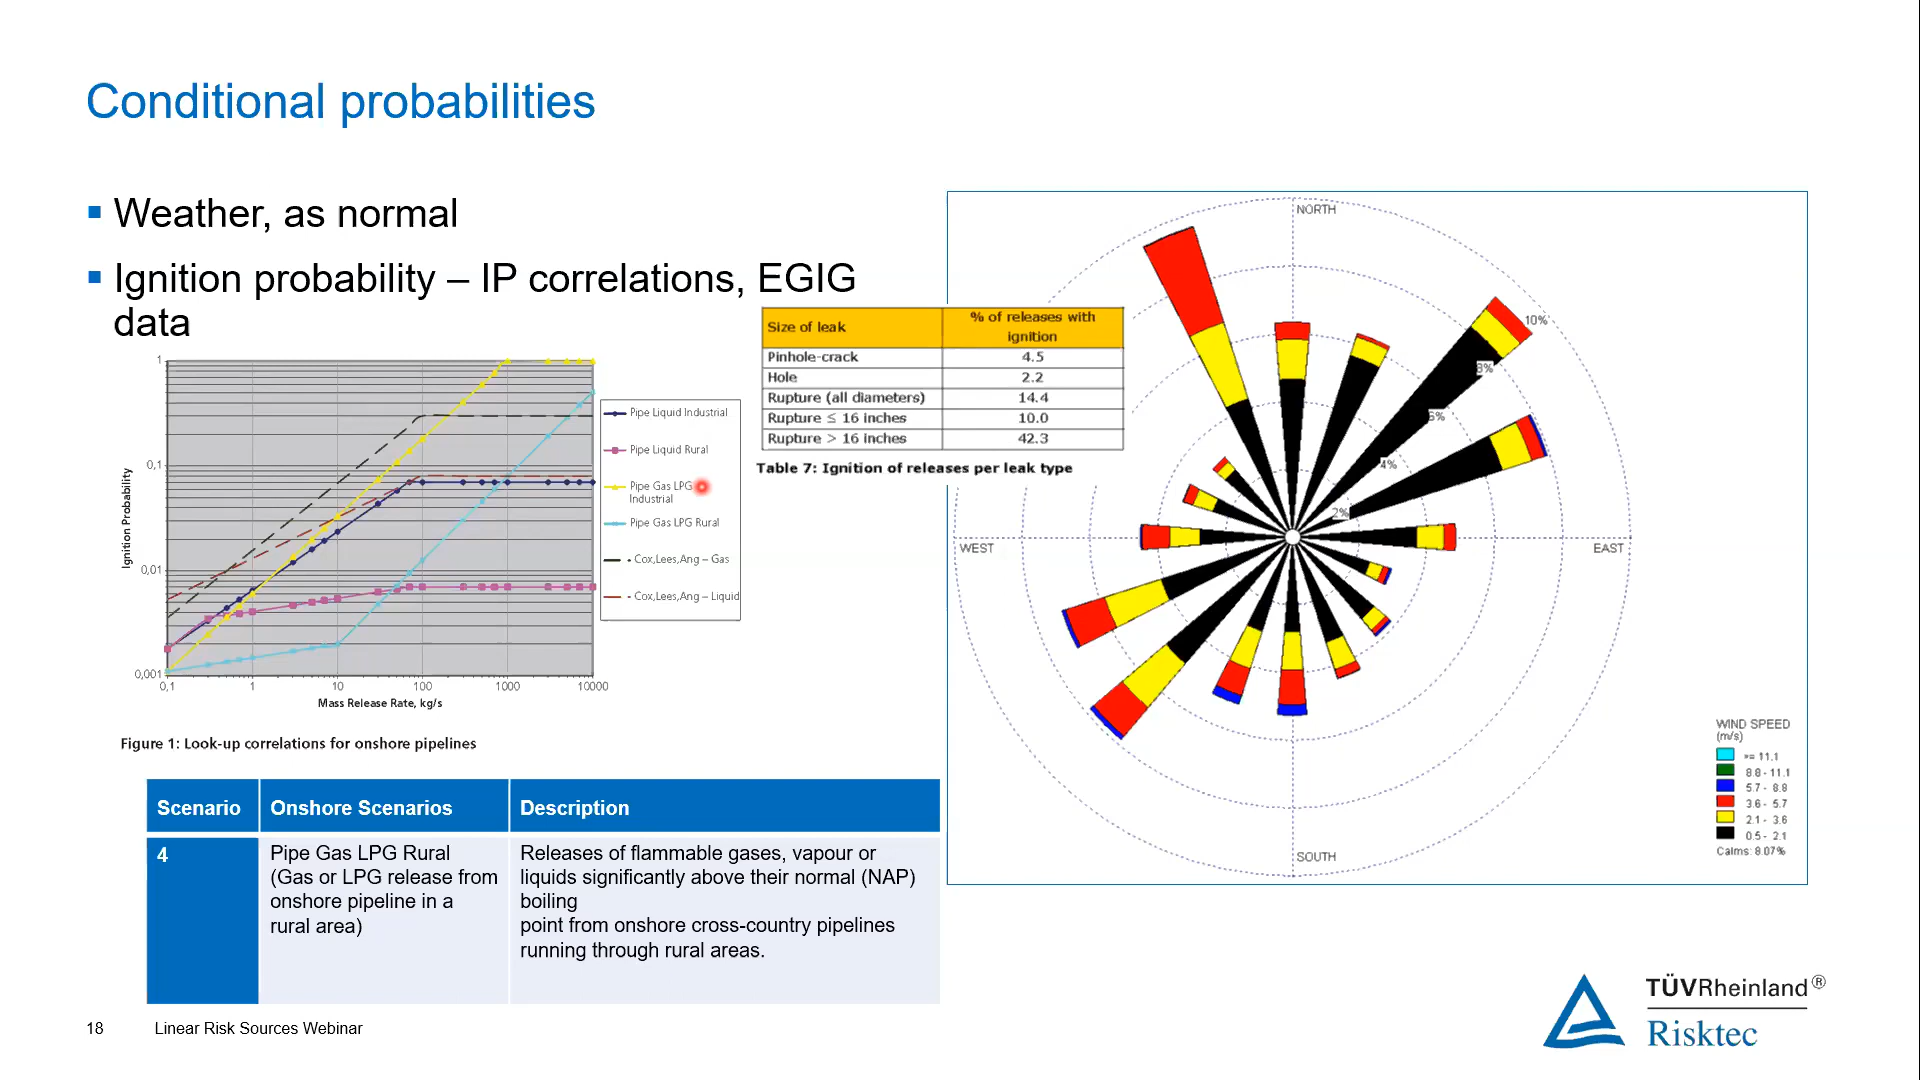 Conditional probabilities
▪ Weather, as normal
▪ Ignition probability – IP correlations, EGIG
data
Size of leak
% of releases with
ignition
Pinhole-crack 4.5
Hole 2.2
Rupture (all diameters) 14.4
Rupture ≤ 16 inches 10.0
Rupture > 16 inches 42.3
Table 7: Ignition of releases per leak type
Ignition Probability
1
0,1
0,01
0,001
0,1 1 10 100 1000 10000
Mass Release Rate, kg/s
Pipe Liquid Industrial
Pipe Liquid Rural
Pipe Gas LPG
Industrial
Pipe Gas LPG Rural
Cox,Lees,Ang – Gas
Cox,Lees,Ang – Liquid
Figure 1: Look-up correlations for onshore pipelines
NORTH
10%
8%
6%
4%
2%
WEST
EAST
SOUTH
WIND SPEED
(m/s)
>= 11.1
8.8 - 11.1
5.7 - 8.8
3.6 - 5.7
2.1 - 3.6
0.5 - 2.1
Calms: 8.07%
Scenario Onshore Scenarios Description
4
Pipe Gas LPG Rural
(Gas or LPG release from
onshore pipeline in a
rural area)
Releases of flammable gases, vapour or
liquids significantly above their normal (NAP)
boiling
point from onshore cross-country pipelines
running through rural areas.
18 Linear Risk Sources Webinar
TÜVRheinland®
Risktec